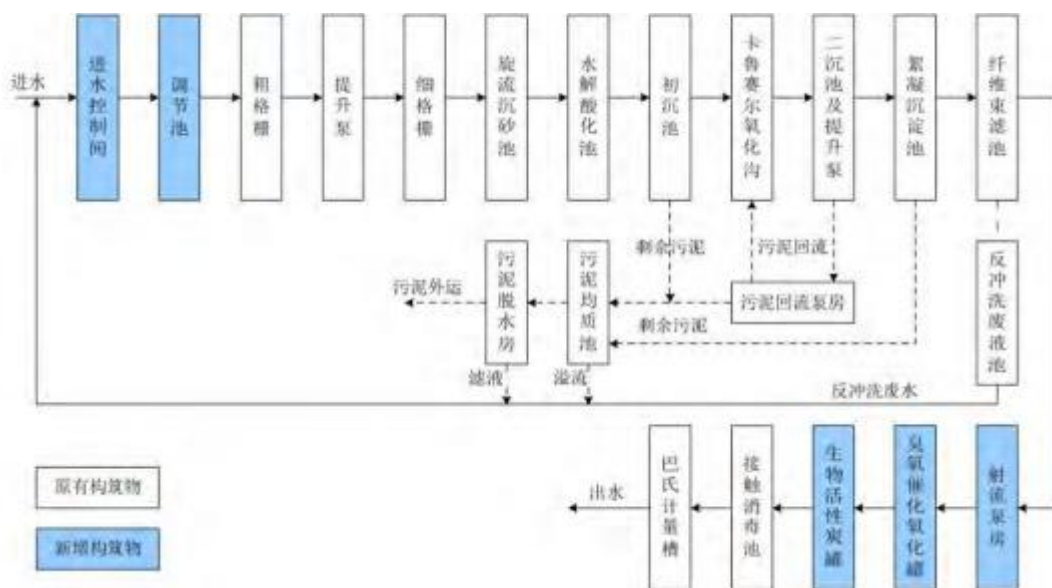 进水
进水控制阀
调节池
粗格栅
提升泵
细格栅
旋流沉砂池
水解酸化池
初沉池
卡鲁赛尔氧化沟
二沉池及提升泵
絮凝沉淀池
纤维束滤池
剩余污泥
污泥回流
污泥外运
污泥脱水房
污泥均质池
污泥回流泵房
剩余污泥
反冲洗废液池
滤液
溢流
反冲洗废水
出水
巴氏计量槽
接触消毒池
生物活性炭罐
臭氧催化氧化罐
射流泵房
原有构筑物
新增构筑物